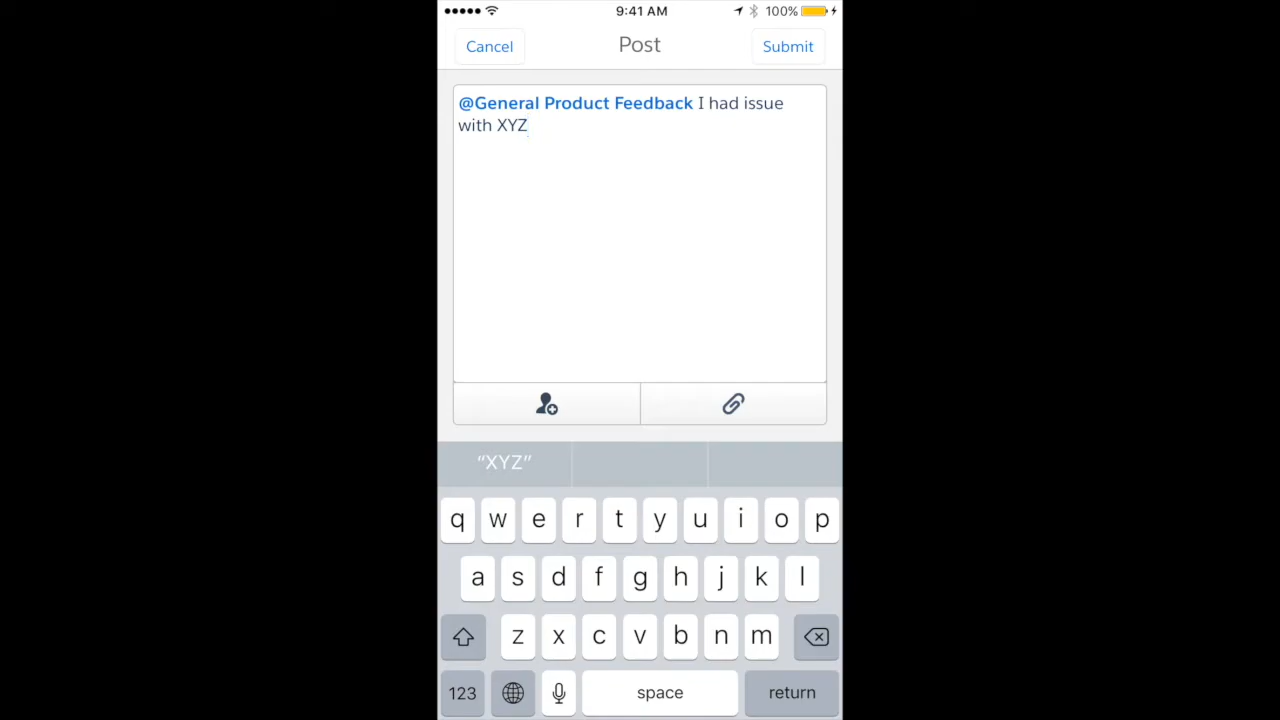 9:41 AM
100%
Cancel
Post
Submit
@General Product Feedback I had issue
with XYZ
“XYZ”
q w e r t y u i o p
a s d f g h j k l
z x c v b n m
123
space
return